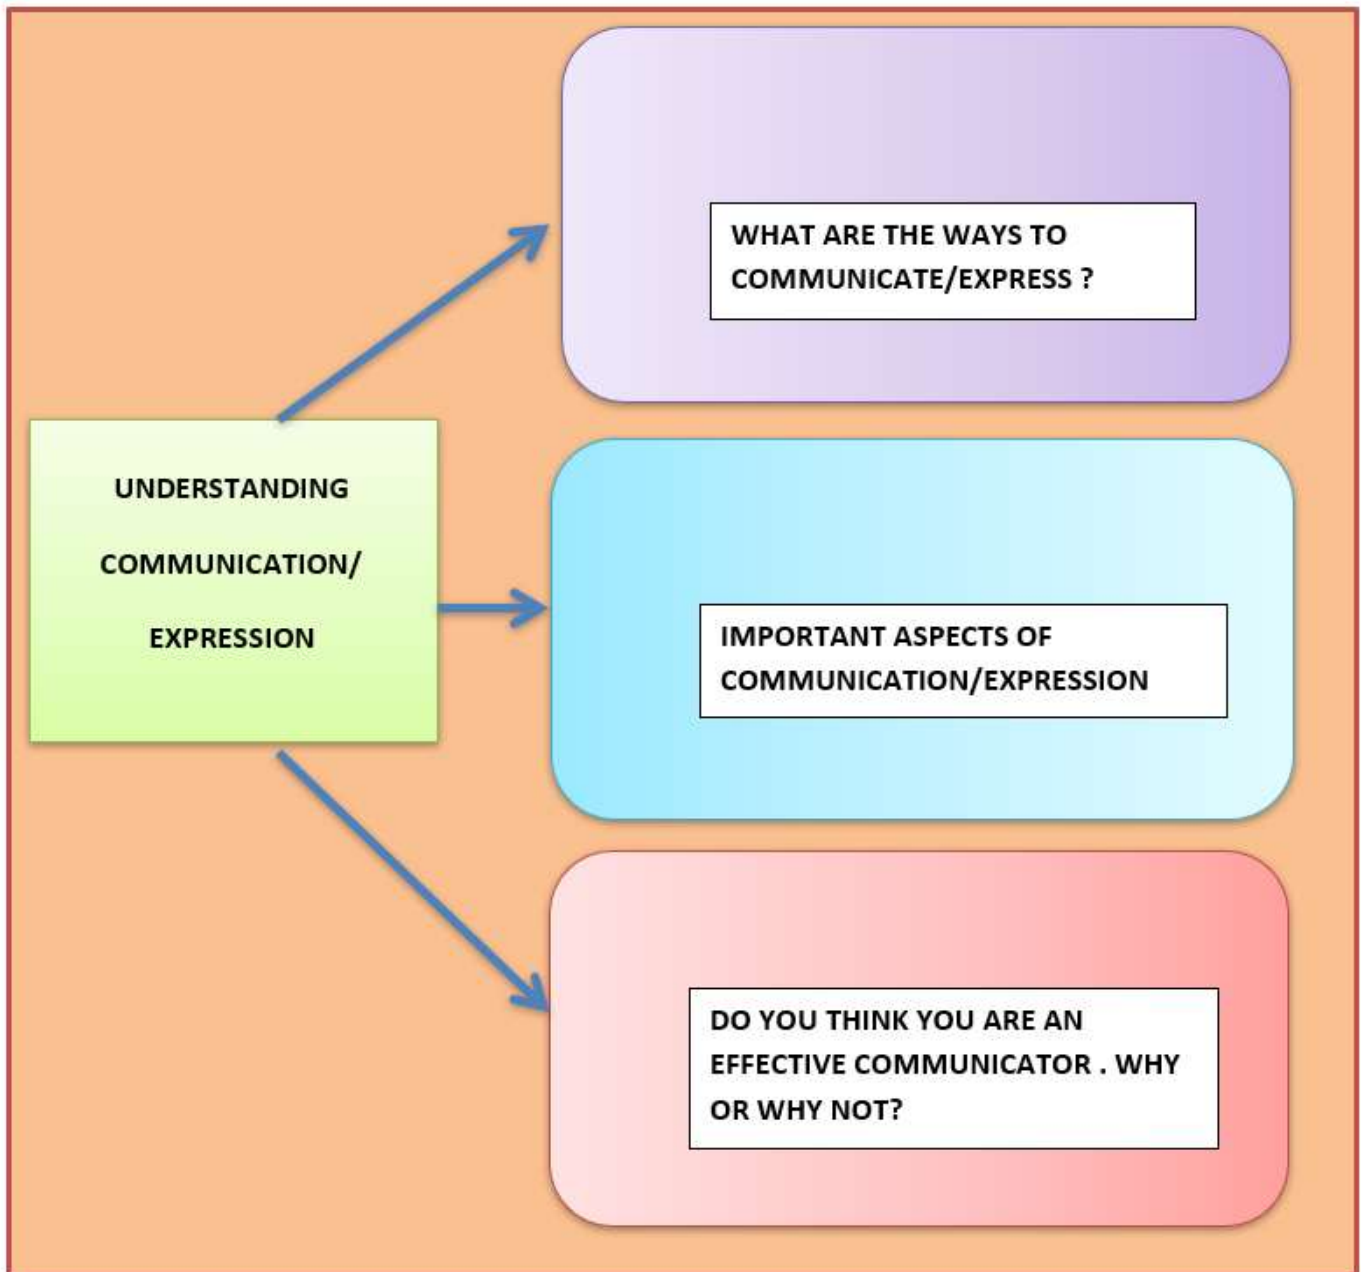 UNDERSTANDING
COMMUNICATION/
EXPRESSION
WHAT ARE THE WAYS TO
COMMUNICATE/EXPRESS ?
IMPORTANT ASPECTS OF
COMMUNICATION/EXPRESSION
DO YOU THINK YOU ARE AN
EFFECTIVE COMMUNICATOR . WHY
OR WHY NOT?